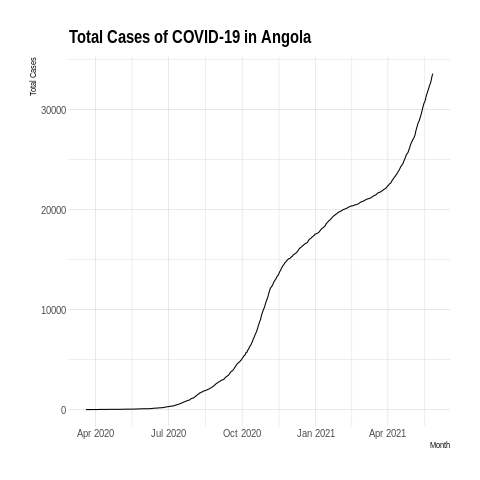 Total Cases of COVID-19 in Angola
Total Cases
30000
20000
10000
0
Apr 2020 Jul 2020 Oct 2020 Jan 2021 Apr 2021
Month